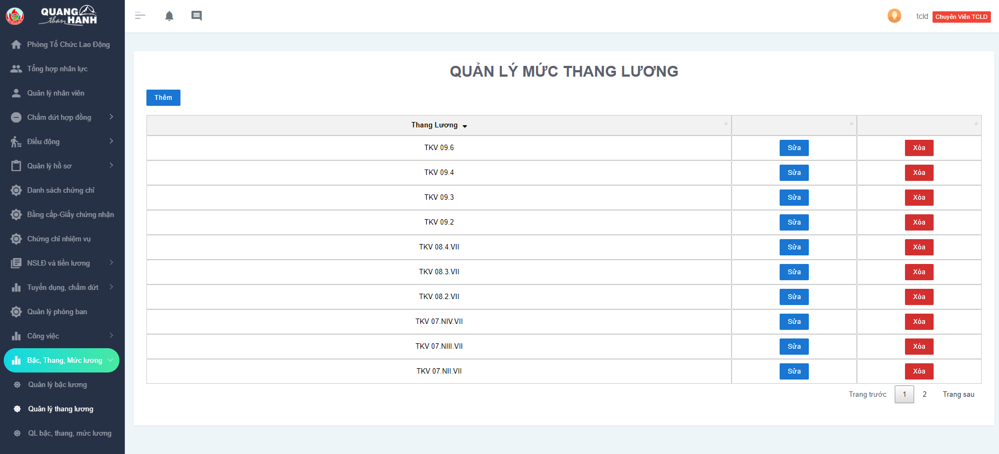 QUANG
than HANH
tcld Chuyên Viên TCLD
Phòng Tổ Chức Lao Động
Tổng hợp nhân lực
Quản lý nhân viên
Chấm dứt hợp đồng
Điều động
Quản lý hồ sơ
Danh sách chứng chỉ
Bằng cấp-Giấy chứng nhận
Chứng chỉ nhiệm vụ
NSLĐ và tiền lương
Tuyển dụng, chấm dứt
Quản lý phòng ban
Công việc
Bậc, Thang, Mức lương
Quản lý bậc lương
Quản lý thang lương
QL bậc, thang, mức lương
QUẢN LÝ MỨC THANG LƯƠNG
Thêm
Thang Lương
TKV 09.6 Sửa Xóa
TKV 09.4 Sửa Xóa
TKV 09.3 Sửa Xóa
TKV 09.2 Sửa Xóa
TKV 08.4.VII Sửa Xóa
TKV 08.3.VII Sửa Xóa
TKV 08.2.VII Sửa Xóa
TKV 07.NIV.VII Sửa Xóa
TKV 07.NIII.VII Sửa Xóa
TKV 07.NII.VII Sửa Xóa
Trang trước 1 2 Trang sau